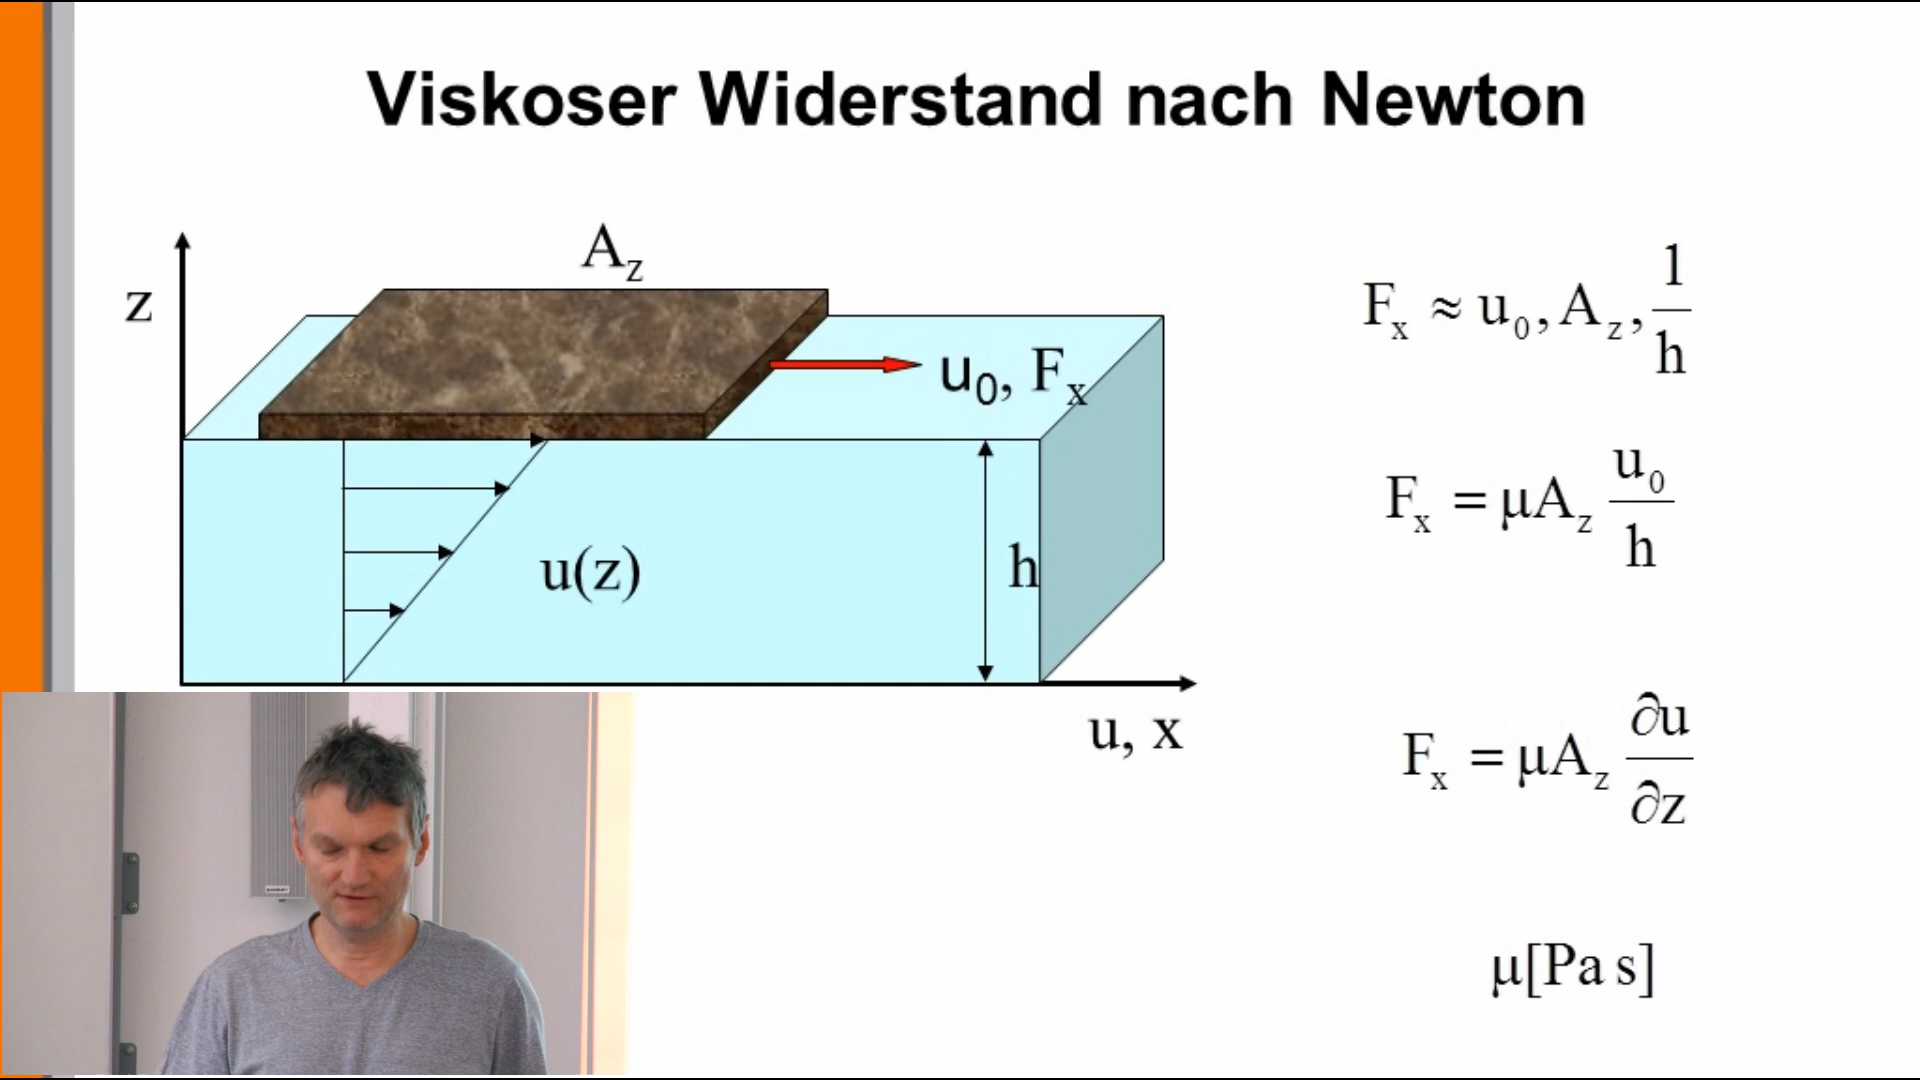 Viskoser Widerstand nach Newton
A_z
z
u_0, F_x
u(z)
h
u, x
F_x ≈ u_0, A_z, 1/h
F_x = μA_z u_0/h
F_x = μA_z ∂u/∂z
μ[Pa s]